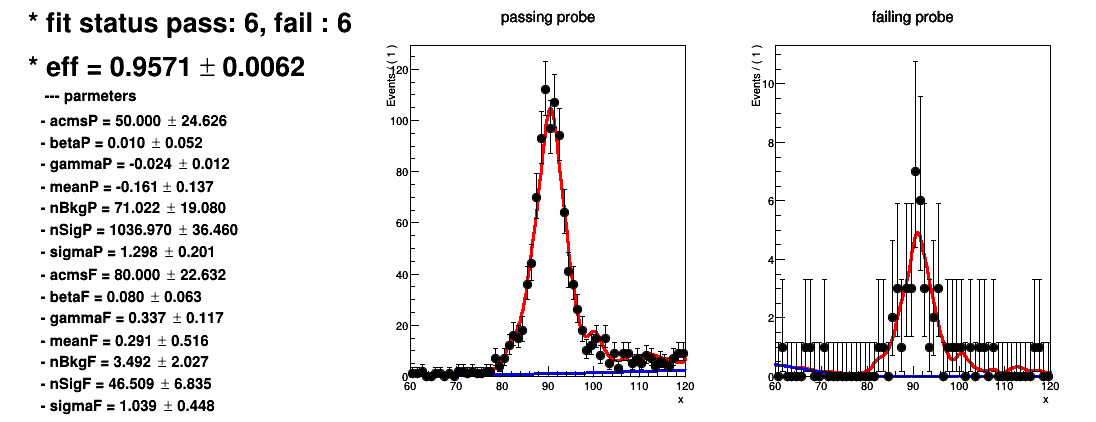 * fit status pass: 6, fail : 6
* eff = 0.9571 ± 0.0062
--- parmeters
- acmsP = 50.000 ± 24.626
- betaP = 0.010 ± 0.052
- gammaP = -0.024 ± 0.012
- meanP = -0.161 ± 0.137
- nBkgP = 71.022 ± 19.080
- nSigP = 1036.970 ± 36.460
- sigmaP = 1.298 ± 0.201
- acmsF = 80.000 ± 22.632
- betaF = 0.080 ± 0.063
- gammaF = 0.337 ± 0.117
- meanF = 0.291 ± 0.516
- nBkgF = 3.492 ± 2.027
- nSigF = 46.509 ± 6.835
- sigmaF = 1.039 ± 0.448
passing probe
Events / ( 1 )
120
100
80
60
40
20
0
60 70 80 90 100 110 120
x
failing probe
Events / ( 1 )
10
8
6
4
2
0
60 70 80 90 100 110 120
x